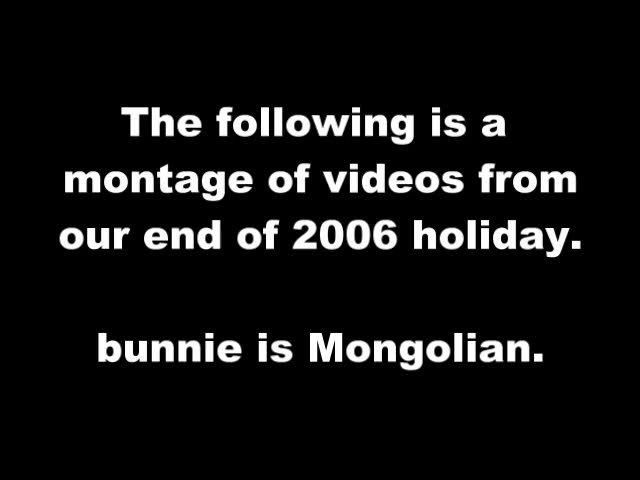 The following is a
montage of videos from
our end of 2006 holiday.
bunnie is Mongolian.